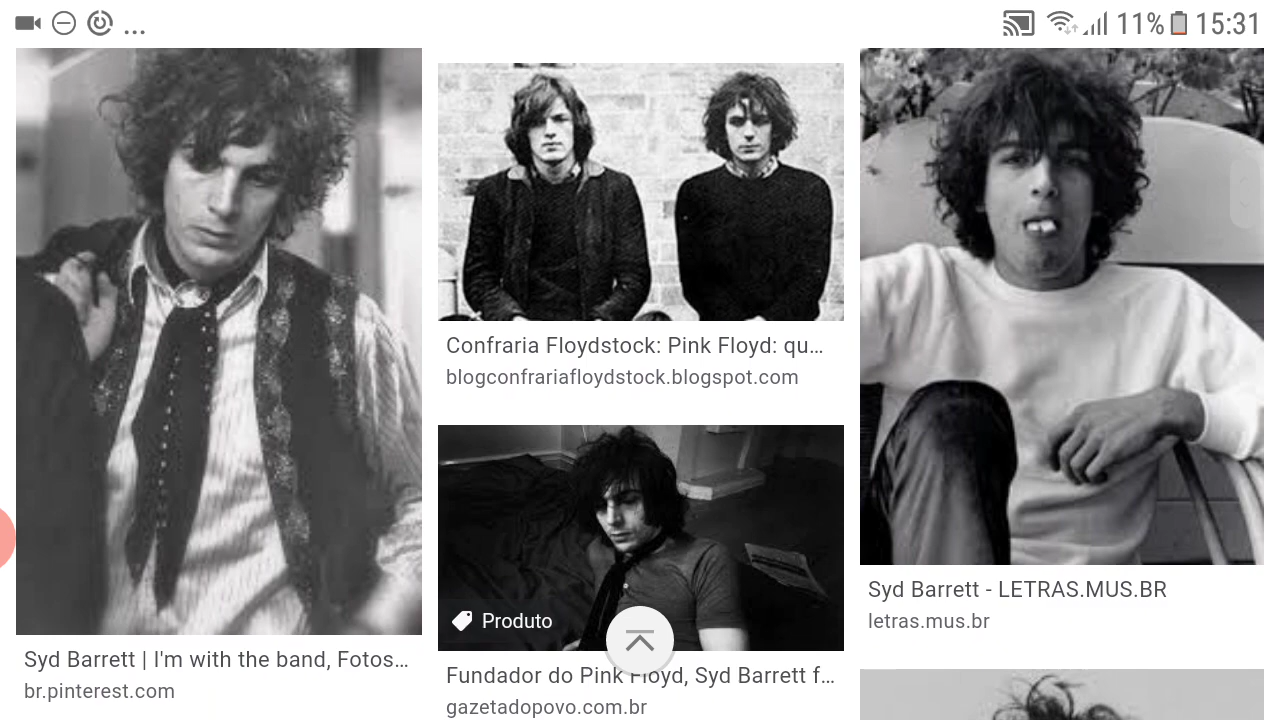 ...
11% 15:31
Syd Barrett | I'm with the band, Fotos...
br.pinterest.com
Confraria Floydstock: Pink Floyd: qu...
blogconfrariafloydstock.blogspot.com
Produto
Fundador do Pink Floyd, Syd Barrett f...
gazetadopovo.com.br
Syd Barrett - LETRAS.MUS.BR
letras.mus.br